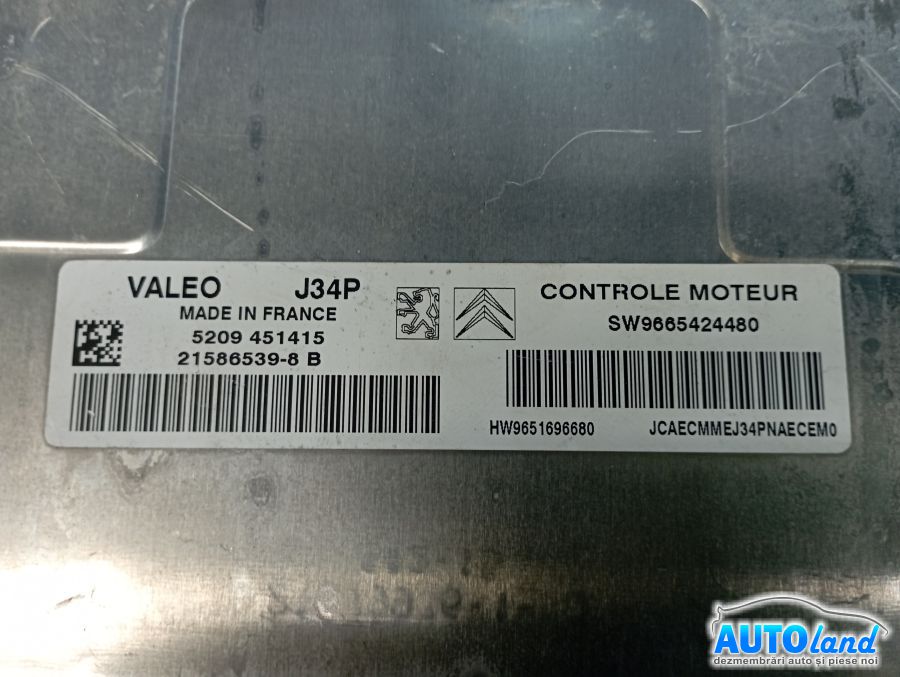 VALEO J34P
MADE IN FRANCE
5209 451415
21586539-8 B
CONTROLE MOTEUR
SW9665424480
HW9651696680 JCAECMMEJ34PNAECEM0
AUTOland
dezmembrări auto și piese noi